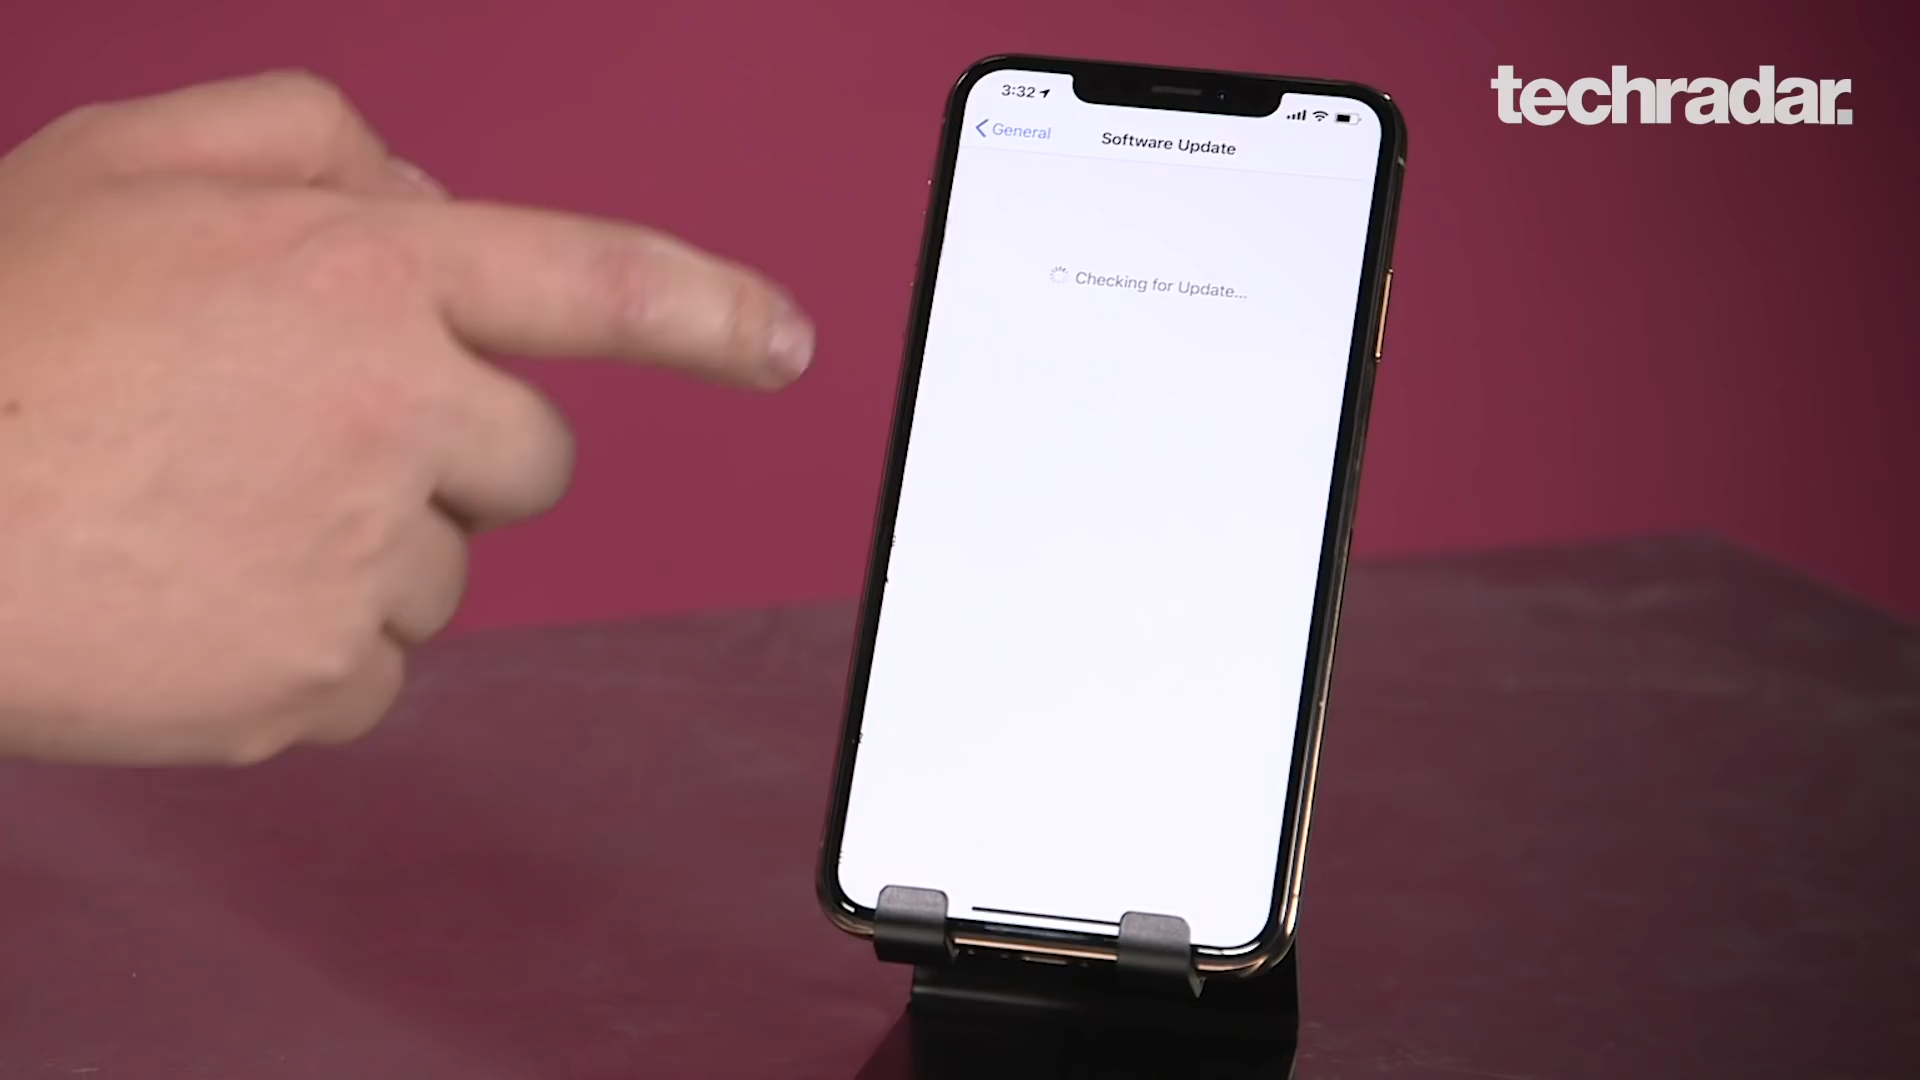 techradar.
3:32
General
Software Update
Checking for Update...